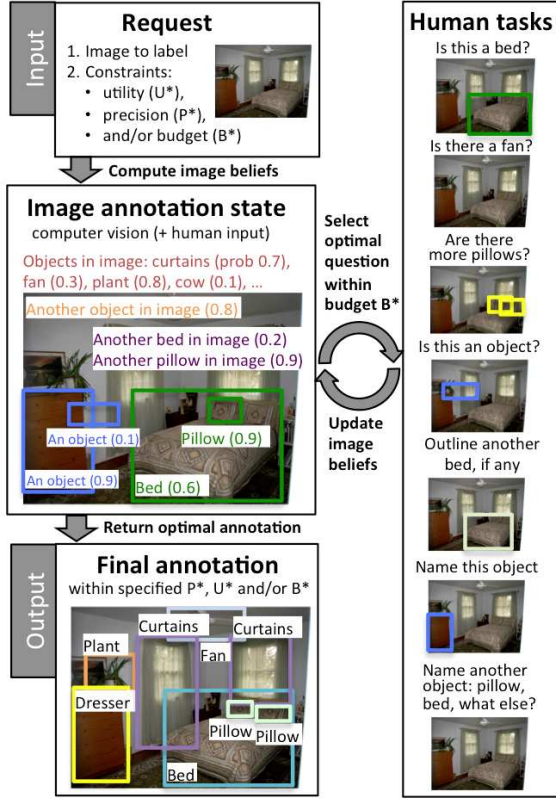 Input
Request
1. Image to label
2. Constraints:
• utility (U*),
• precision (P*),
• and/or budget (B*)
Compute image beliefs
Image annotation state
computer vision (+ human input)
Objects in image: curtains (prob 0.7),
fan (0.3), plant (0.8), cow (0.1), ...
Another object in image (0.8)
Another bed in image (0.2)
Another pillow in image (0.9)
An object (0.1)
Pillow (0.9)
An object (0.9)
Bed (0.6)
Select
optimal
question
within
budget B*
Update
image
beliefs
Return optimal annotation
Output
Final annotation
within specified P*, U* and/or B*
Curtains
Curtains
Plant
Fan
Dresser
Pillow
Pillow
Bed
Human tasks
Is this a bed?
Is there a fan?
Are there
more pillows?
Is this an object?
Outline another
bed, if any
Name this object
Name another
object: pillow,
bed, what else?